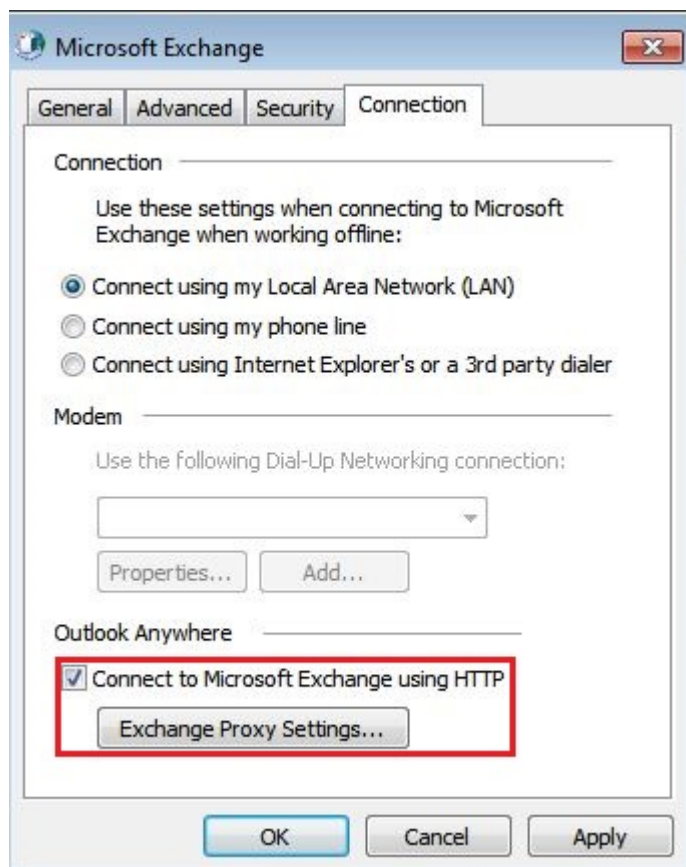 Microsoft Exchange
General Advanced Security Connection
Connection
Use these settings when connecting to Microsoft
Exchange when working offline:
Connect using my Local Area Network (LAN)
Connect using my phone line
Connect using Internet Explorer's or a 3rd party dialer
Modem
Use the following Dial-Up Networking connection:
Properties... Add...
Outlook Anywhere
Connect to Microsoft Exchange using HTTP
Exchange Proxy Settings...
OK Cancel Apply